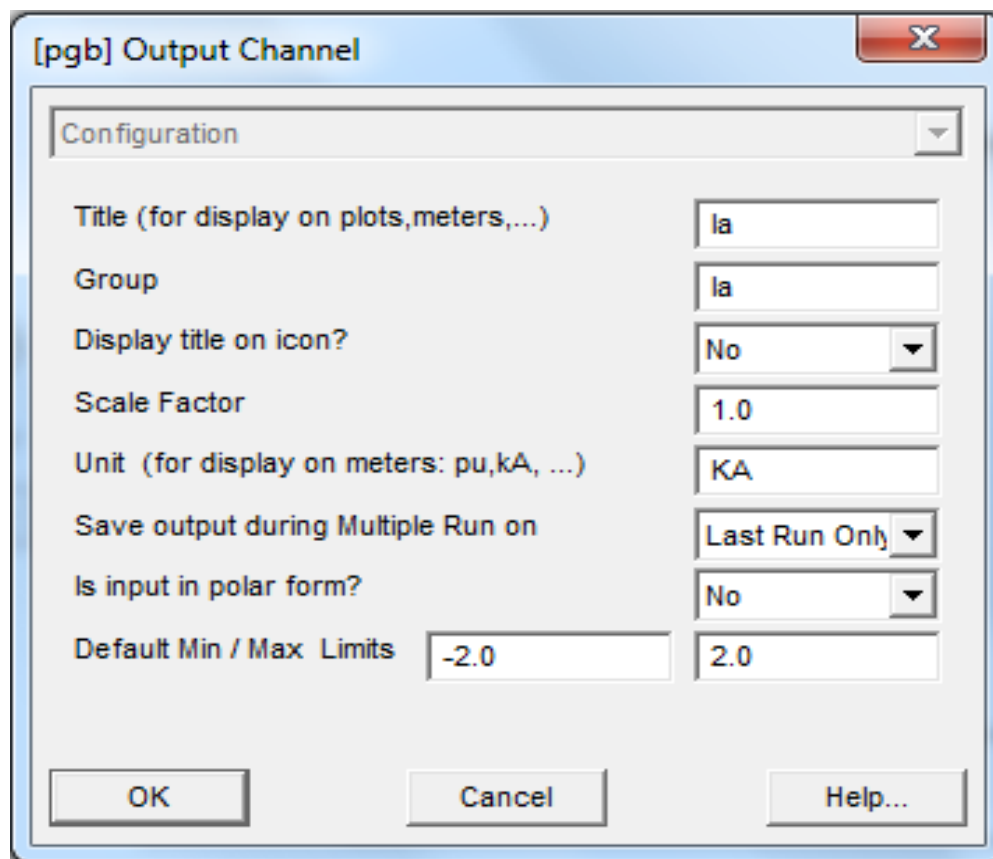 [pgb] Output Channel
Configuration
Title (for display on plots,meters,...) Ia
Group Ia
Display title on icon? No
Scale Factor 1.0
Unit (for display on meters: pu,kA, ...) KA
Save output during Multiple Run on Last Run Only
Is input in polar form? No
Default Min / Max Limits -2.0 2.0
OK Cancel Help...